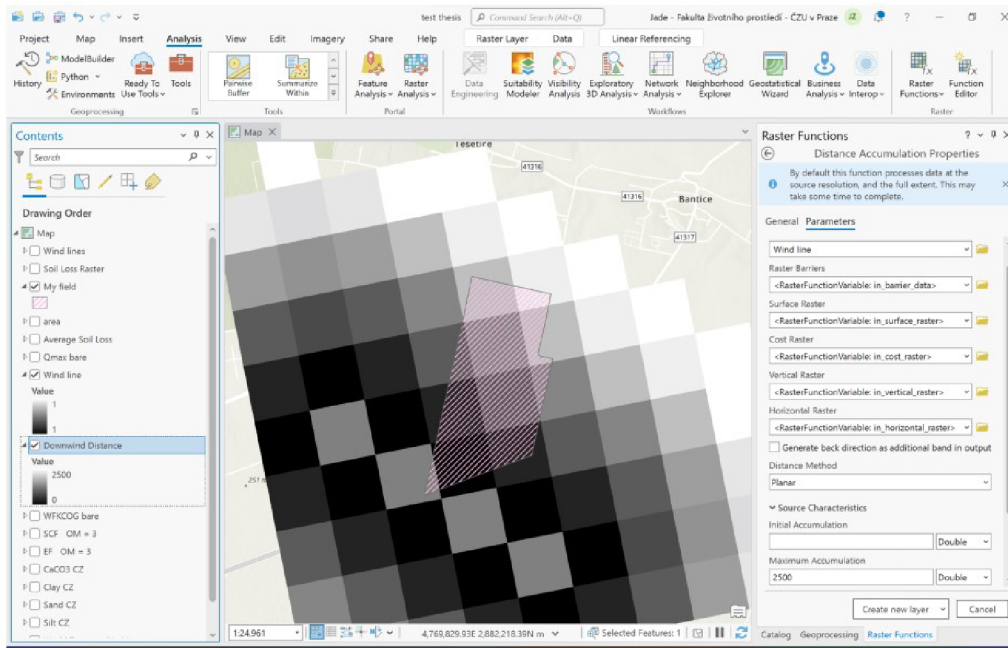 test thesis
Command Search (Alt+Q)
Jade - Fakulta životního prostředí - ČZU v Praze
Project Map Insert Analysis View Edit Imagery Share Help Raster Layer Data Linear Referencing
History
ModelBuilder
Python
Environments
Ready To Use Tools
Tools
Pairwise Buffer
Summarize Within
Feature Analysis
Raster Analysis
Data Engineering
Suitability Modeler
Visibility Analysis
Exploratory 3D Analysis
Network Analysis
Neighborhood Explorer
Geostatistical Wizard
Business Analysis
Data Interop
Raster Functions
Function Editor
Geoprocessing Tools Portal Workflows Raster
Contents
Search
Drawing Order
Map
Wind lines
Soil Loss Raster
My field
area
Average Soil Loss
Qmax bare
Wind line
Value
1
1
Downwind Distance
Value
2500
0
WFKCOG bare
SCF OM = 3
EF OM = 3
CaCO3 CZ
Clay CZ
Sand CZ
Silt CZ
Map
Těšetice
41316
41316
Bantice
41317
1:24.961
4,769,829.93E 2,882,218.39N m
Selected Features: 1
Raster Functions
Distance Accumulation Properties
By default this function processes data at the
source resolution, and the full extent. This may
take some time to complete.
General Parameters
Wind line
Raster Barriers
<RasterFunctionVariable: in_barrier_data>
Surface Raster
<RasterFunctionVariable: in_surface_raster>
Cost Raster
<RasterFunctionVariable: in_cost_raster>
Vertical Raster
<RasterFunctionVariable: in_vertical_raster>
Horizontal Raster
<RasterFunctionVariable: in_horizontal_raster>
Generate back direction as additional band in output
Distance Method
Planar
Source Characteristics
Initial Accumulation
Double
Maximum Accumulation
2500 Double
Create new layer Cancel
Catalog Geoprocessing Raster Functions